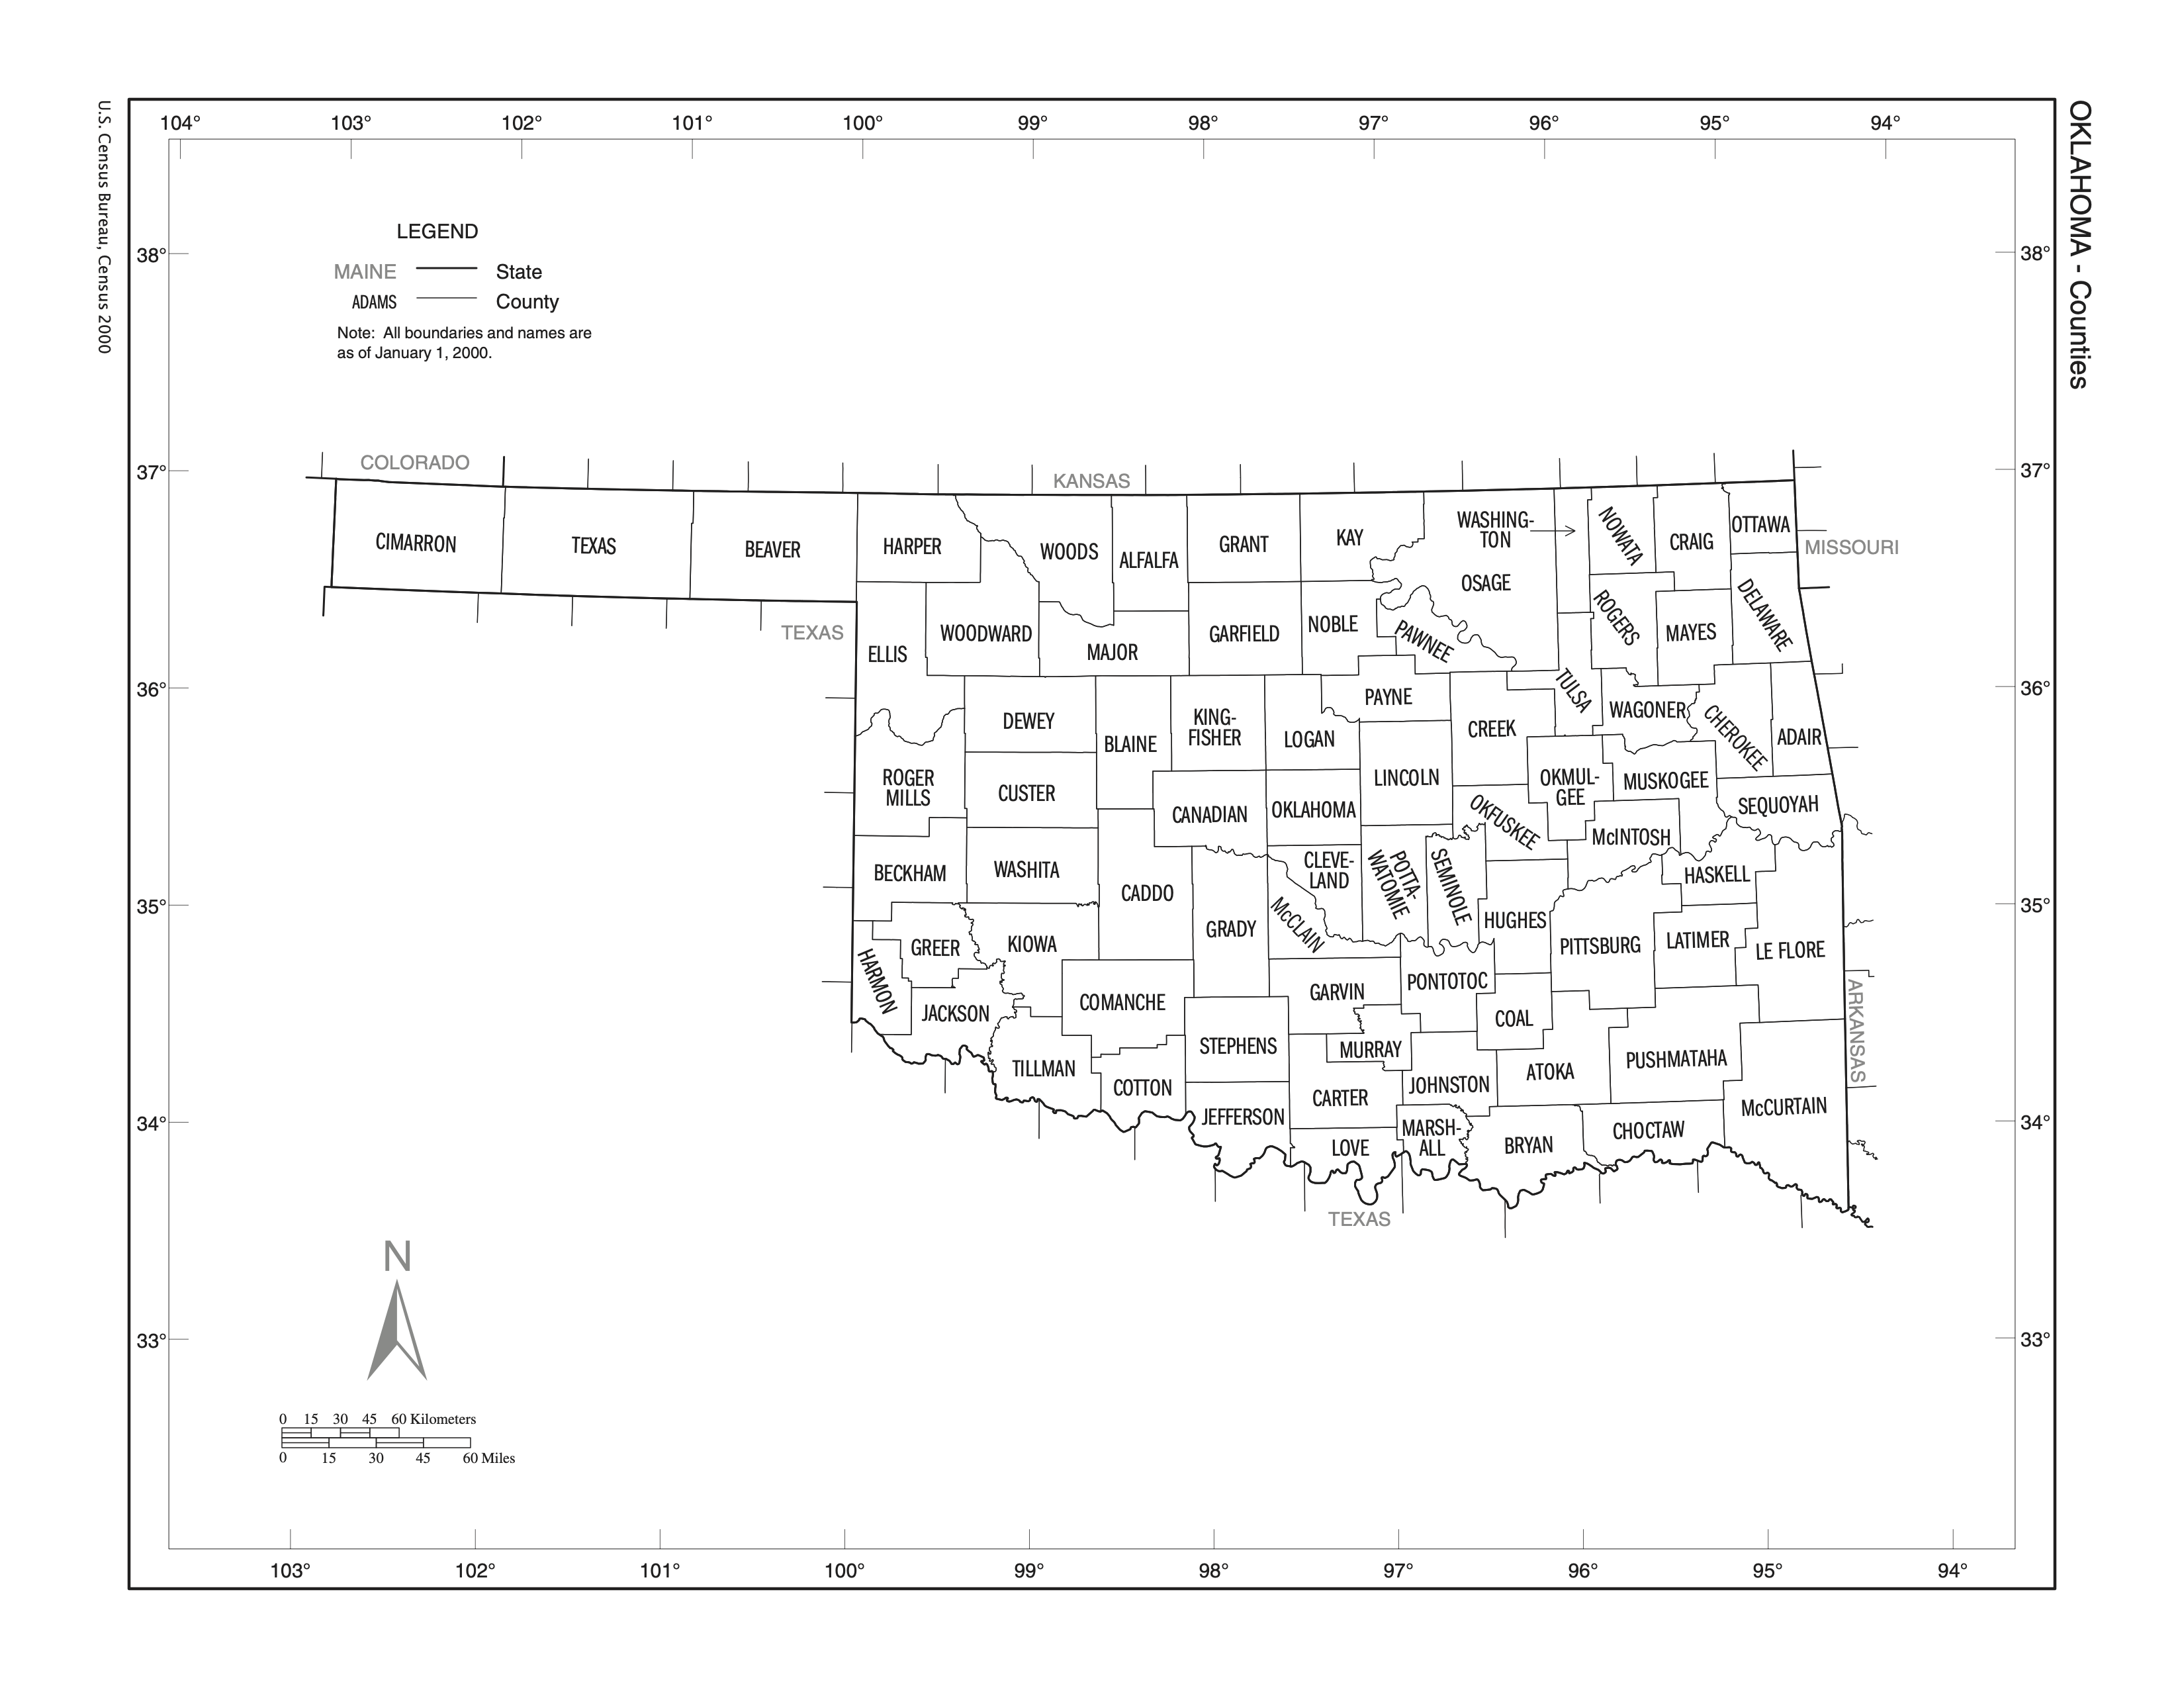 OKLAHOMA - Counties
U.S. Census Bureau, Census 2000
104° 103° 102° 101° 100° 99° 98° 97° 96° 95° 94°
LEGEND
MAINE State
ADAMS County
Note: All boundaries and names are
as of January 1, 2000.
38° 38°
37° 37°
36° 36°
35° 35°
34° 34°
33° 33°
COLORADO
KANSAS
MISSOURI
TEXAS
ARKANSAS
TEXAS
CIMARRON
TEXAS
BEAVER
HARPER
WOODS
ALFALFA
GRANT
KAY
WASHING-
TON
OSAGE
NOWATA
CRAIG
OTTAWA
ELLIS
WOODWARD
MAJOR
GARFIELD
NOBLE
PAWNEE
ROGERS
MAYES
DELAWARE
DEWEY
BLAINE
KING-
FISHER
LOGAN
PAYNE
CREEK
TULSA
WAGONER
CHEROKEE
ADAIR
ROGER
MILLS
CUSTER
CANADIAN
OKLAHOMA
LINCOLN
OKFUSKEE
OKMUL-
GEE
MUSKOGEE
SEQUOYAH
McINTOSH
BECKHAM
WASHITA
CADDO
GRADY
CLEVE-
LAND
McCLAIN
POTTA-
WATOMIE
SEMINOLE
HUGHES
HASKELL
PITTSBURG
LATIMER
LE FLORE
HARMON
GREER
KIOWA
JACKSON
COMANCHE
GARVIN
PONTOTOC
COAL
TILLMAN
COTTON
STEPHENS
MURRAY
JOHNSTON
ATOKA
PUSHMATAHA
McCURTAIN
JEFFERSON
CARTER
LOVE
MARSH-
ALL
BRYAN
CHOCTAW
N
0 15 30 45 60 Kilometers
0 15 30 45 60 Miles
103° 102° 101° 100° 99° 98° 97° 96° 95° 94°